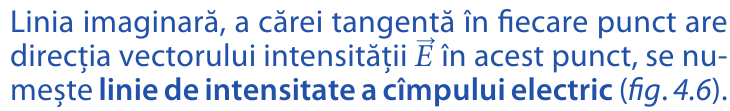 Linia imaginară, a cărei tangentă în fiecare punct are
direcția vectorului intensității \vec{E} în acest punct, se nu-
mește linie de intensitate a cîmpului electric (fig. 4.6).